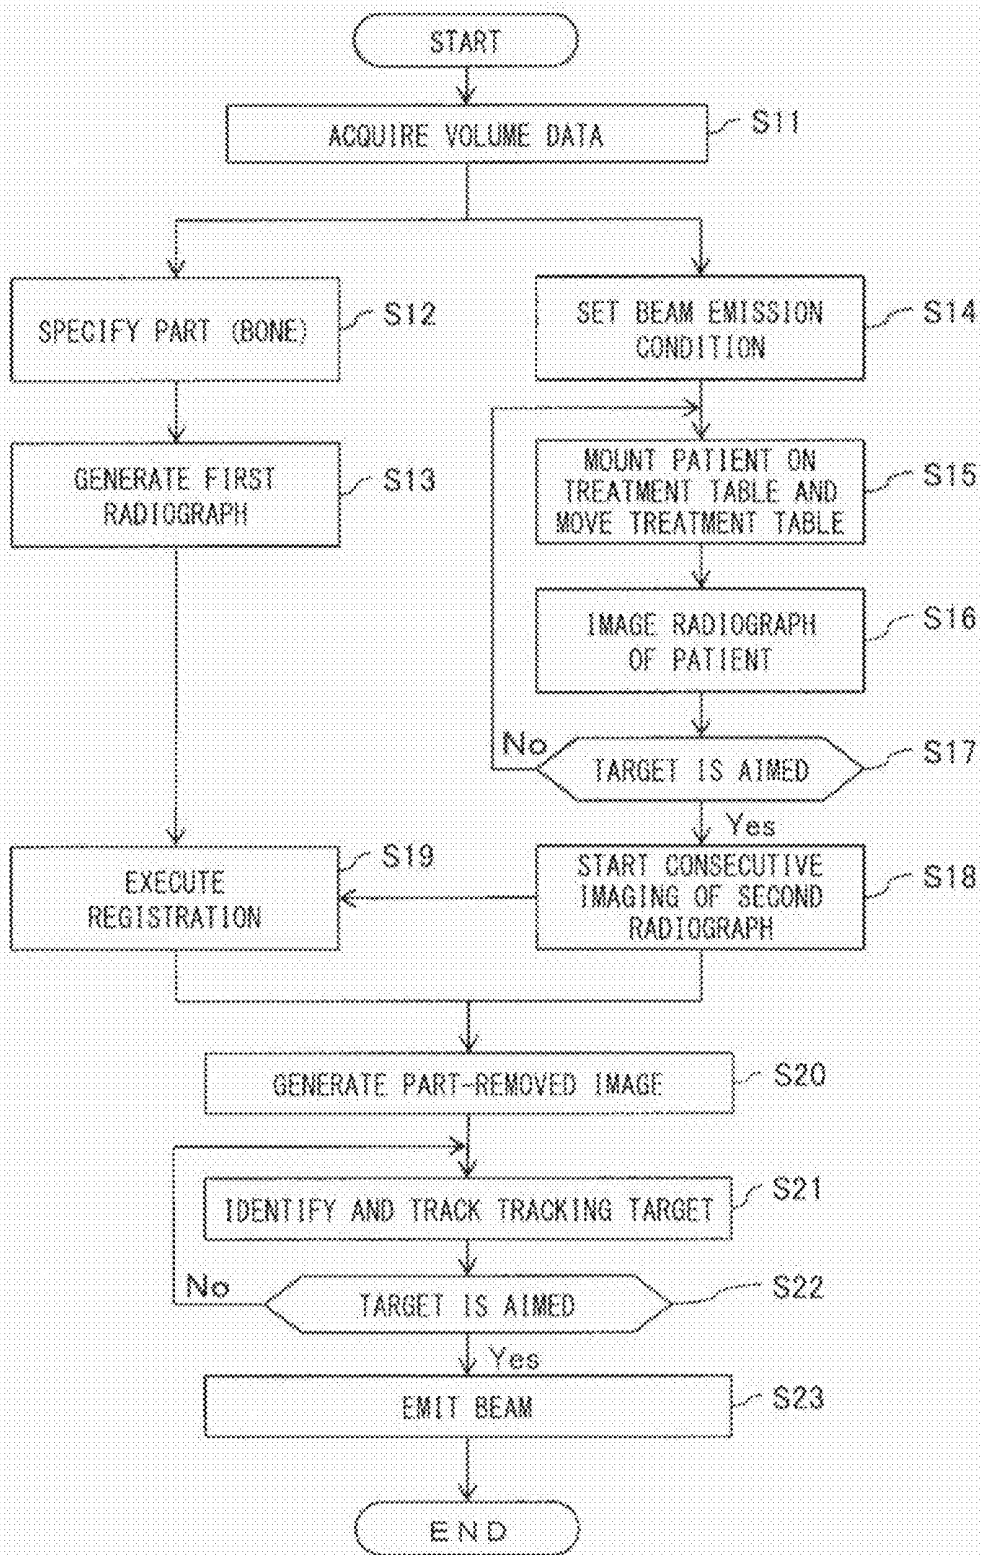 START
ACQUIRE VOLUME DATA
S11
SPECIFY PART (BONE)
S12
SET BEAM EMISSION
CONDITION
S14
GENERATE FIRST
RADIOGRAPH
S13
MOUNT PATIENT ON
TREATMENT TABLE AND
MOVE TREATMENT TABLE
S15
IMAGE RADIOGRAPH
OF PATIENT
S16
No
TARGET IS AIMED
S17
Yes
EXECUTE
REGISTRATION
S19
START CONSECUTIVE
IMAGING OF SECOND
RADIOGRAPH
S18
GENERATE PART-REMOVED IMAGE
S20
IDENTIFY AND TRACK TRACKING TARGET
S21
No
TARGET IS AIMED
S22
Yes
EMIT BEAM
S23
END